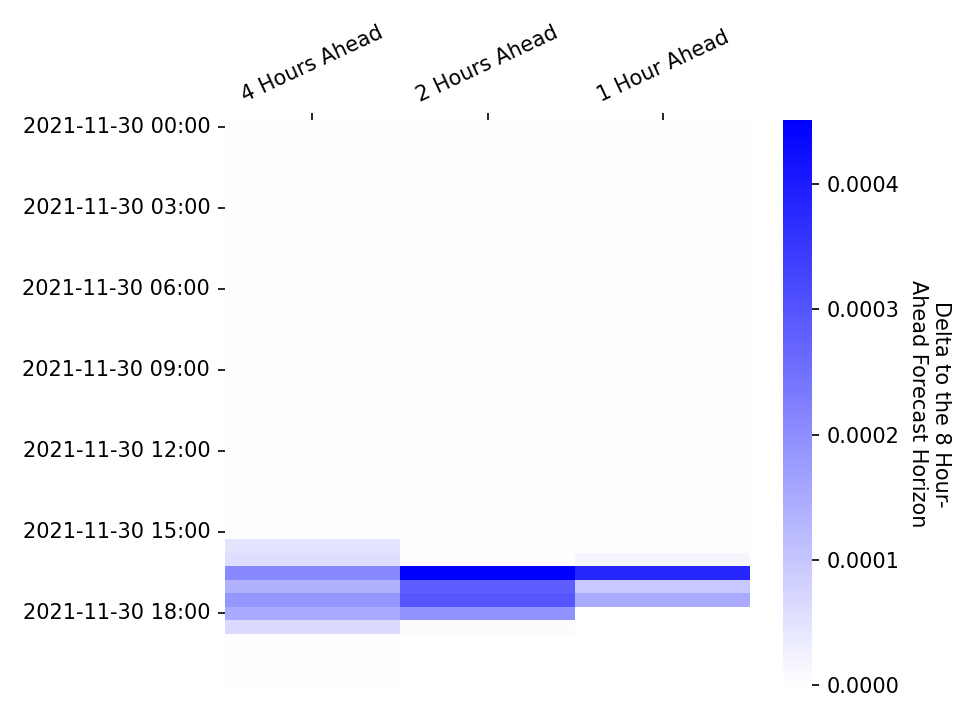 4 Hours Ahead
2 Hours Ahead
1 Hour Ahead
2021-11-30 00:00
2021-11-30 03:00
2021-11-30 06:00
2021-11-30 09:00
2021-11-30 12:00
2021-11-30 15:00
2021-11-30 18:00
0.0004
0.0003
0.0002
0.0001
0.0000
Delta to the 8 Hour-
Ahead Forecast Horizon